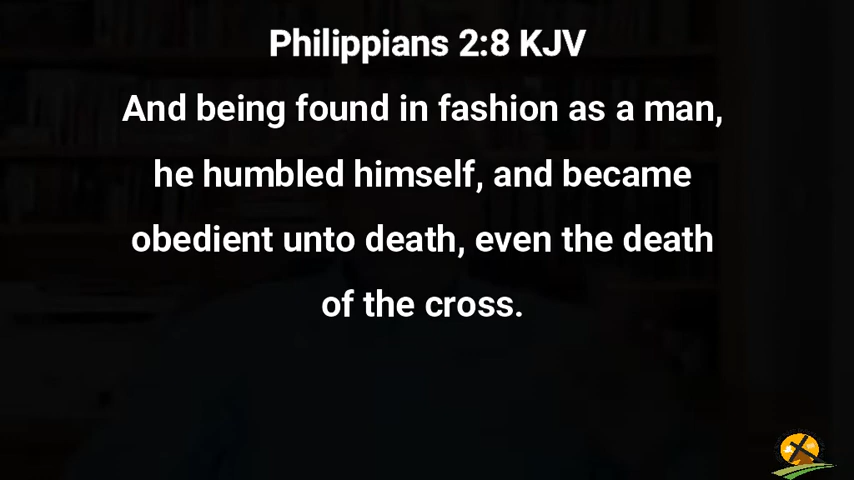 Philippians 2:8 KJV
And being found in fashion as a man,
he humbled himself, and became
obedient unto death, even the death
of the cross.